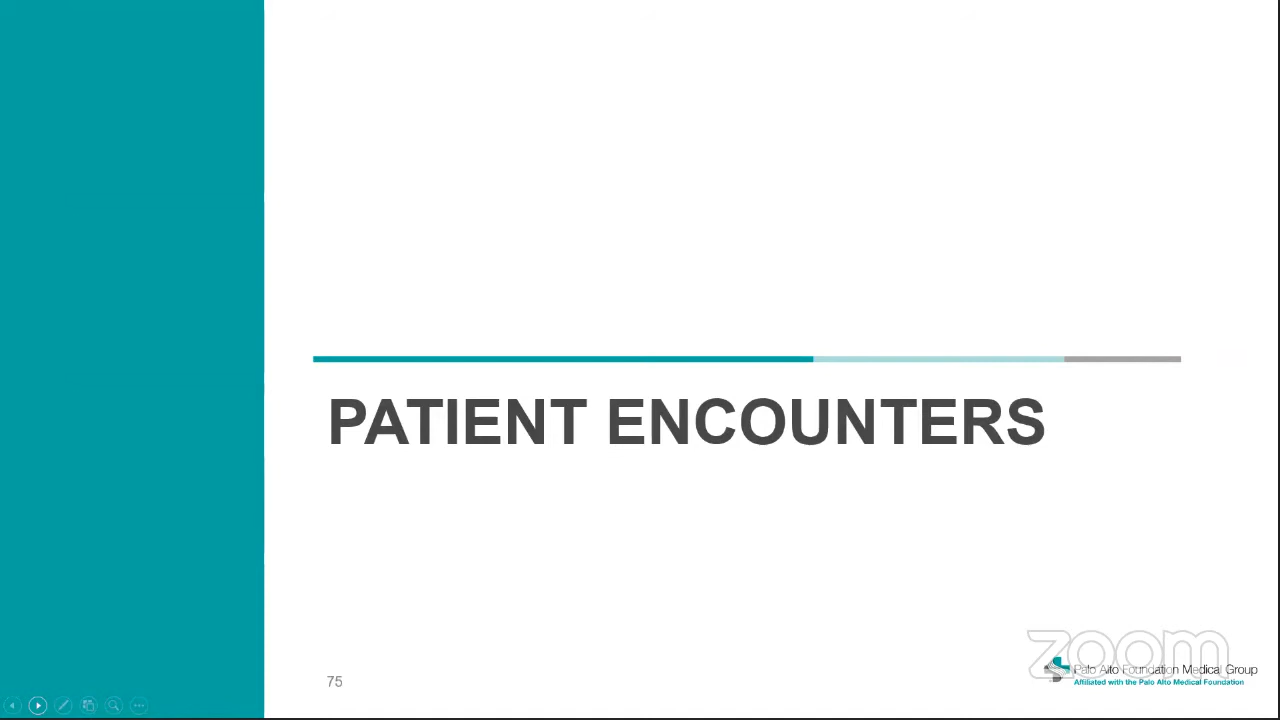 PATIENT ENCOUNTERS
75
zoom
Palo Alto Foundation Medical Group
Affiliated with the Palo Alto Medical Foundation